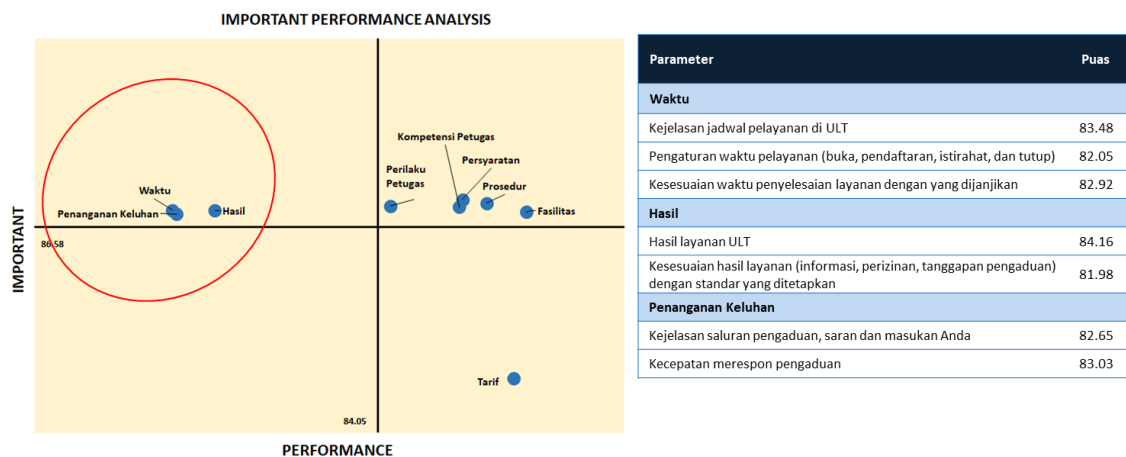 IMPORTANT PERFORMANCE ANALYSIS
Kompetensi Petugas
Persyaratan
Perilaku
Petugas
Prosedur
Waktu
Penanganan Keluhan
Hasil
Fasilitas
86.58
IMPORTANT
Tarif
84.05
PERFORMANCE
Parameter Puas
Waktu
Kejelasan jadwal pelayanan di ULT 83.48
Pengaturan waktu pelayanan (buka, pendaftaran, istirahat, dan tutup) 82.05
Kesesuaian waktu penyelesaian layanan dengan yang dijanjikan 82.92
Hasil
Hasil layanan ULT 84.16
Kesesuaian hasil layanan (informasi, perizinan, tanggapan pengaduan)
dengan standar yang ditetapkan 81.98
Penanganan Keluhan
Kejelasan saluran pengaduan, saran dan masukan Anda 82.65
Kecepatan merespon pengaduan 83.03